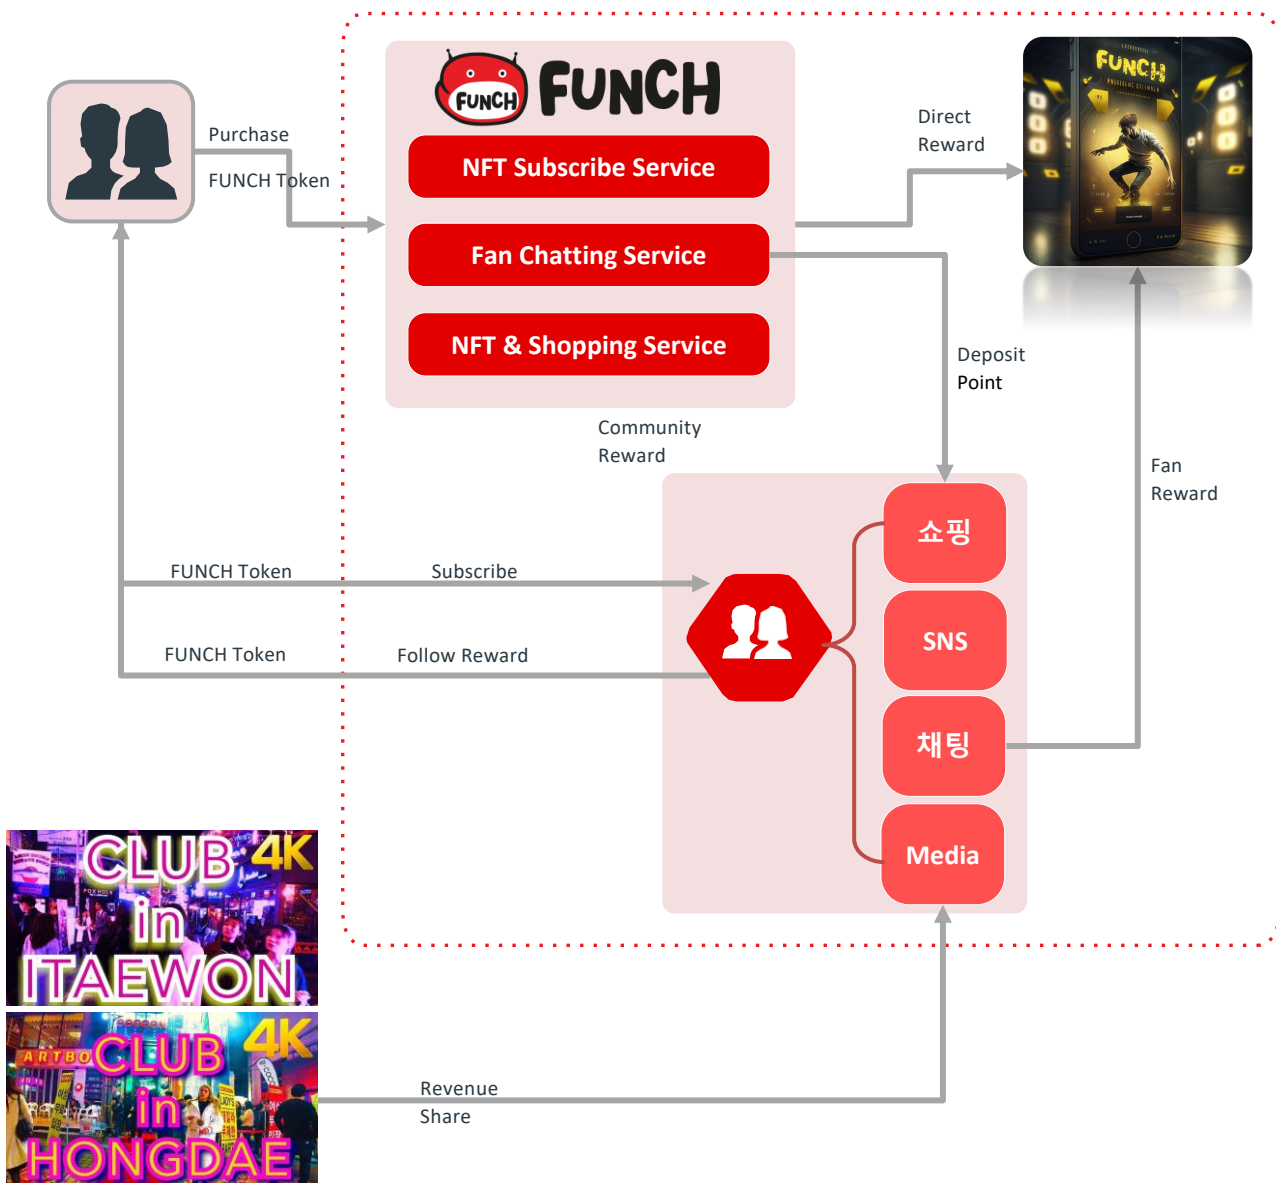 FUNCH
FUNCH
Purchase
FUNCH Token
NFT Subscribe Service
Fan Chatting Service
NFT & Shopping Service
Direct
Reward
FUNCH
Deposit
Point
Community
Reward
Fan
Reward
쇼핑
SNS
채팅
Media
FUNCH Token
Subscribe
FUNCH Token
Follow Reward
CLUB 4K
in
ITAEWON
ARTBO
CLUB 4K
in
HONGDAE
Revenue
Share